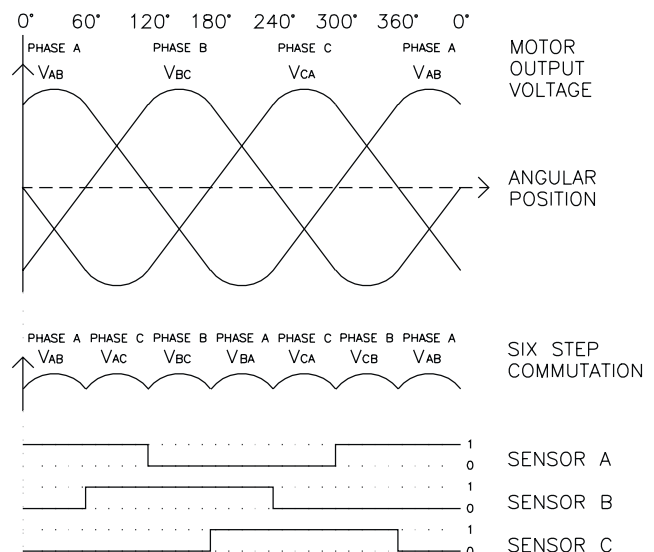 0° 60° 120° 180° 240° 300° 360° 0°
PHASE A PHASE B PHASE C PHASE A
VAB VBC VCA VAB
MOTOR
OUTPUT
VOLTAGE
ANGULAR
POSITION
PHASE A PHASE C PHASE B PHASE A PHASE C PHASE B PHASE A
VAB VAC VBC VBA VCA VCB VAB
SIX STEP
COMMUTATION
1
0 SENSOR A
1
0 SENSOR B
1
0 SENSOR C